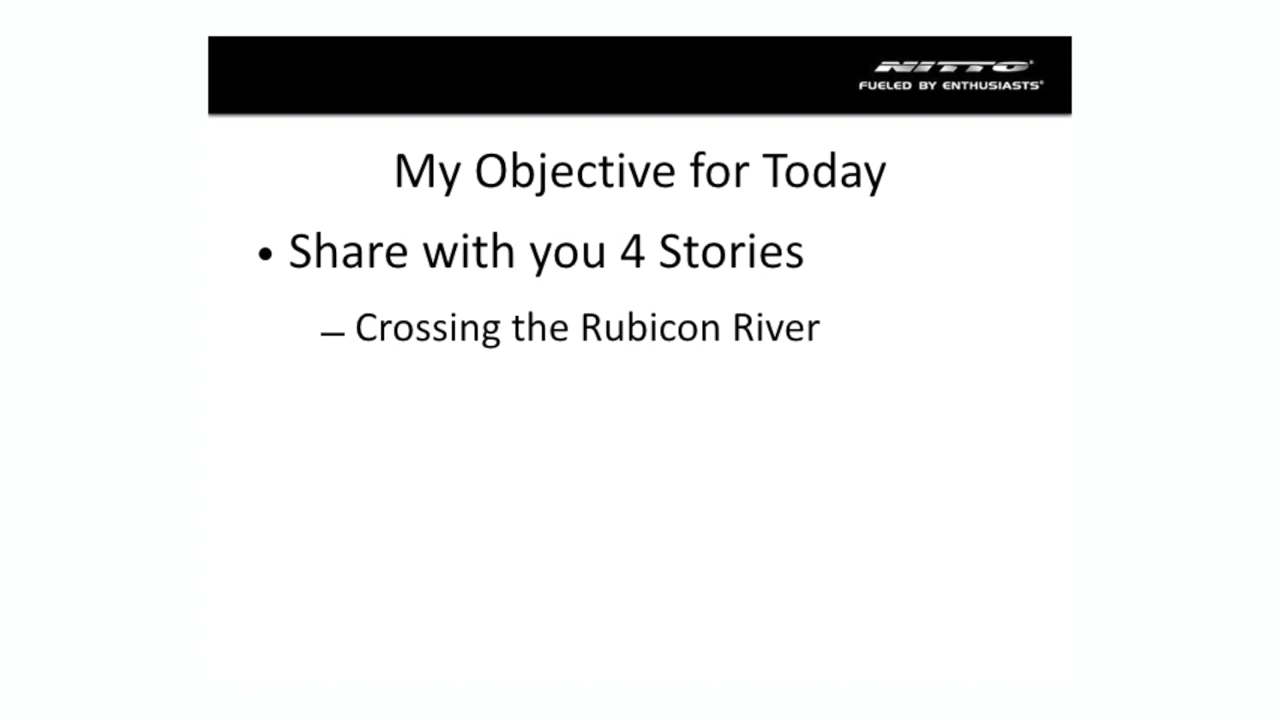 NITTO®
FUELED BY ENTHUSIASTS®
My Objective for Today
• Share with you 4 Stories
– Crossing the Rubicon River